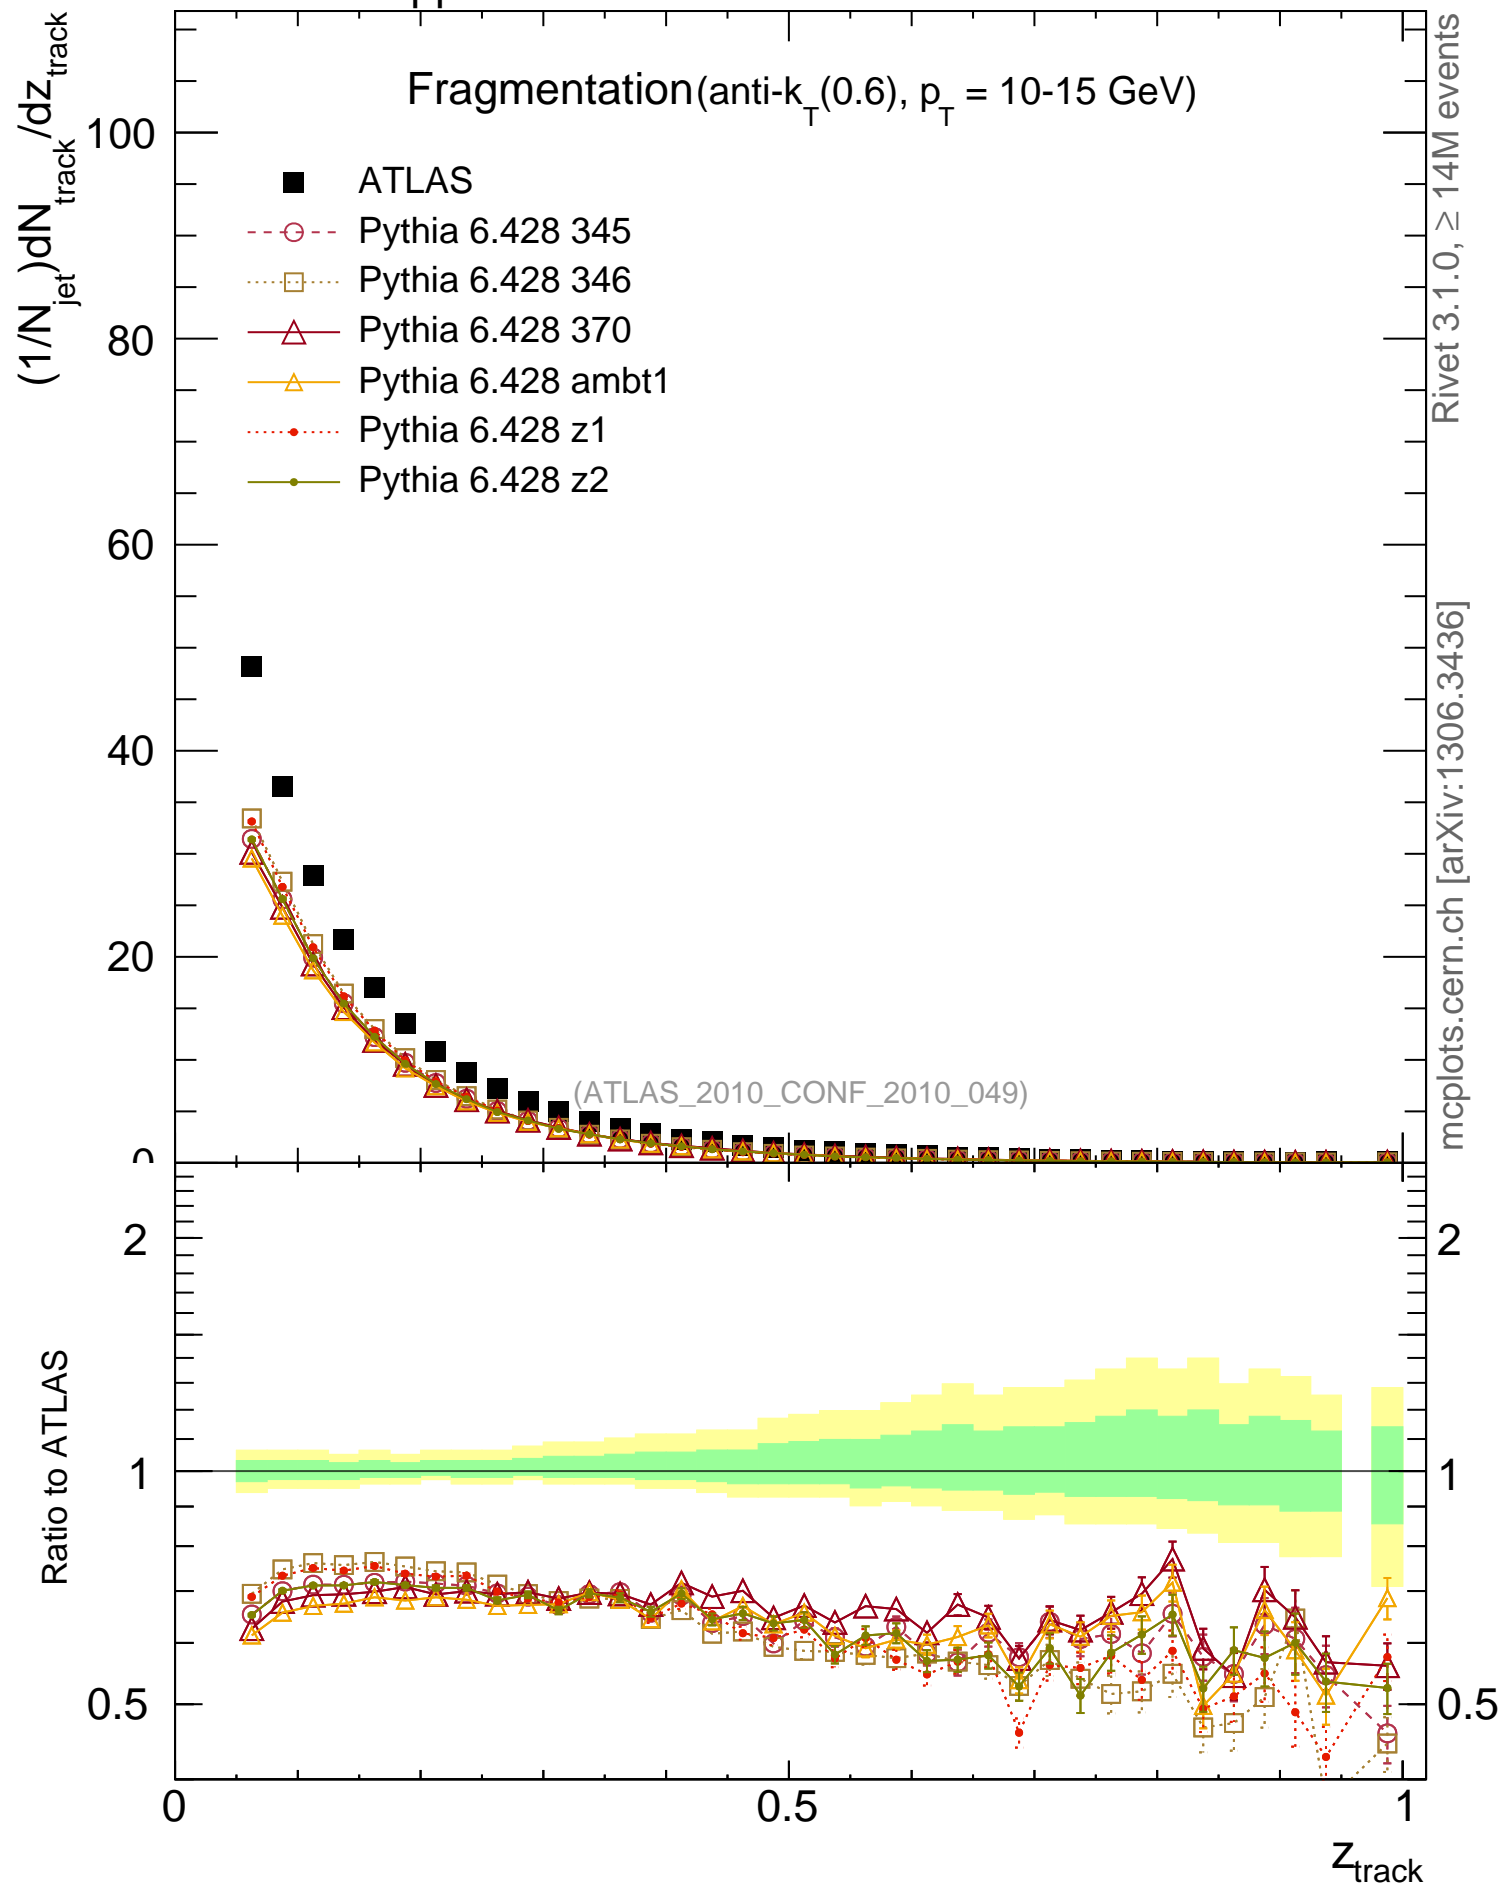 pp
Fragmentation (anti-k_T(0.6), p_T = 10-15 GeV)
(1/N_jet)dN_track/dz_track
100
80
60
40
20
0
ATLAS
Pythia 6.428 345
Pythia 6.428 346
Pythia 6.428 370
Pythia 6.428 ambt1
Pythia 6.428 z1
Pythia 6.428 z2
(ATLAS_2010_CONF_2010_049)
Rivet 3.1.0, ≥ 14M events
mcplots.cern.ch [arXiv:1306.3436]
Ratio to ATLAS
2
1
0.5
2
1
0.5
0
0.5
1
z_track